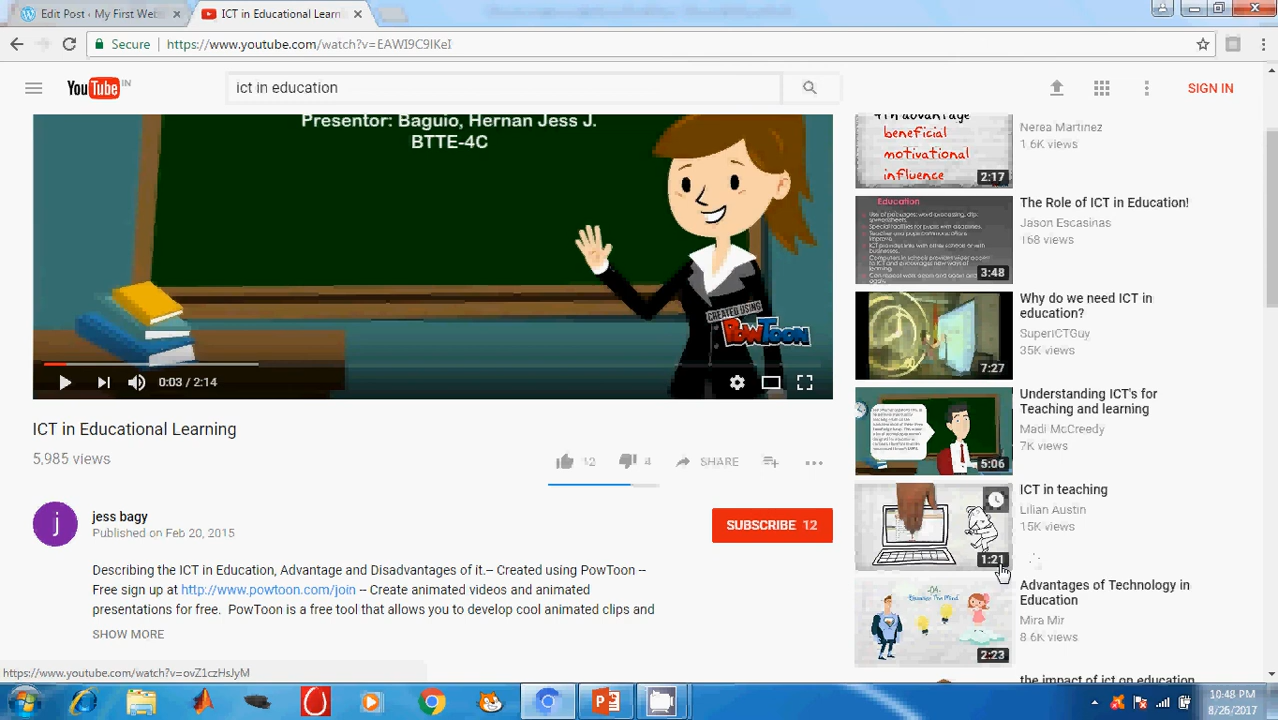 Edit Post ‹ My First Web
ICT in Educational Learn
Secure
https://www.youtube.com/watch?v=EAWI9C9IKeI
YouTube IN
ict in education
SIGN IN
Presentor: Baguio, Hernan Jess J.
BTTE-4C
CREATED USING
POWTOON
0:03 / 2:14
ICT in Educational Learning
5,985 views
12
4
SHARE
j
jess bagy
Published on Feb 20, 2015
SUBSCRIBE 12
Describing the ICT in Education, Advantage and Disadvantages of it -- Created using PowToon --
Free sign up at http://www.powtoon.com/join -- Create animated videos and animated
presentations for free. PowToon is a free tool that allows you to develop cool animated clips and
SHOW MORE
4th advantage
beneficial
motivational
influence
2:17
Nerea Martinez
1.6K views
Education
3:48
The Role of ICT in Education!
Jason Escasinas
168 views
7:27
Why do we need ICT in
education?
SuperICTGuy
35K views
5:06
Understanding ICT's for
Teaching and learning
Madi McCreedy
7K views
1:21
ICT in teaching
Lilian Austin
15K views
2:23
Advantages of Technology in
Education
Mira Mir
8.6K views
the impact of ict on education
https://www.youtube.com/watch?v=ovZ1czHsJyM
10:48 PM
8/26/2017